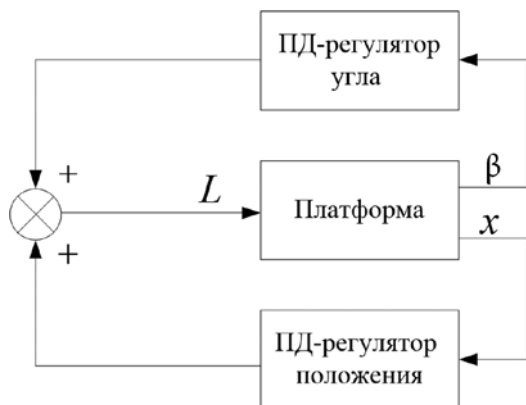 ПД-регулятор
угла
+
L
Платформа
β
x
+
ПД-регулятор
положения